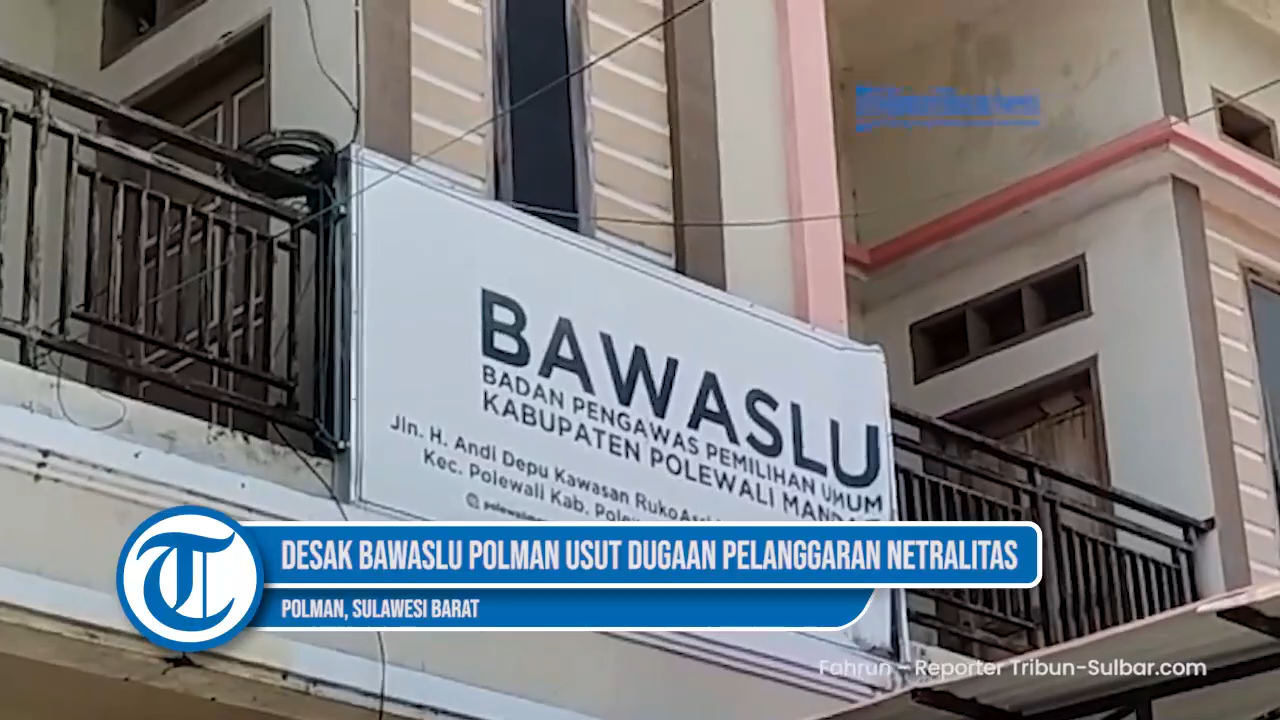 BAWASLU
BADAN PENGAWAS PEMILIHAN UMUM
KABUPATEN POLEWALI
Jln. H. Andi Depu Kawasan Ruko
Kec. Polewali Kab.
DESAK BAWASLU POLMAN USUT DUGAAN PELANGGARAN NETRALITAS
T
POLMAN, SULAWESI BARAT
Fahrun - Reporter Tribun-Sulbar.com